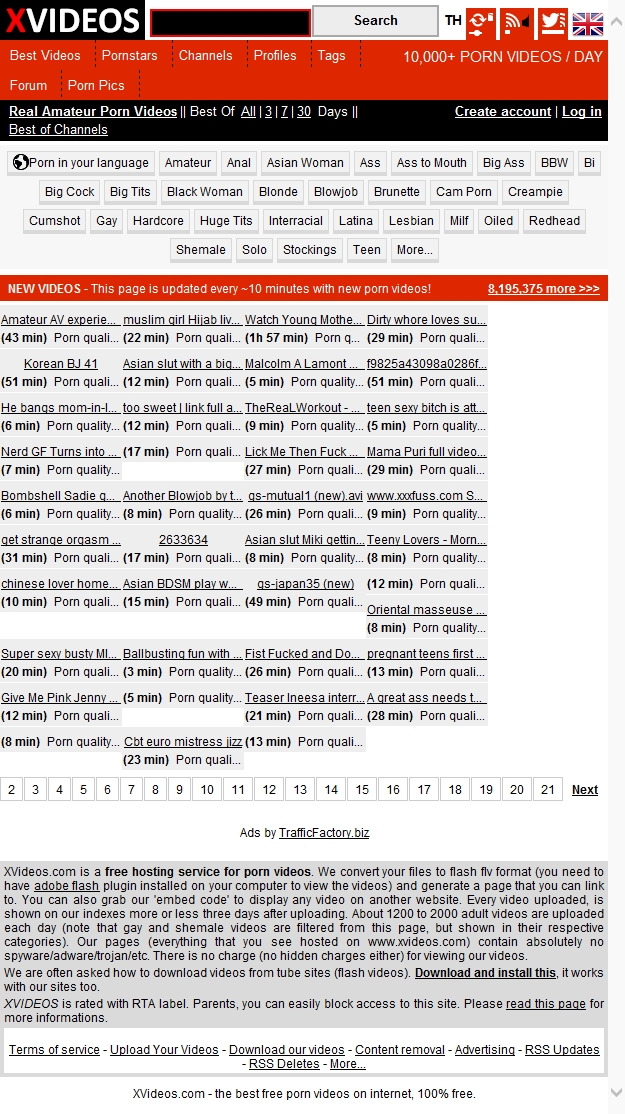 XVIDEOS Search TH
Best Videos Pornstars Channels Profiles Tags 10,000+ PORN VIDEOS / DAY
Forum Porn Pics
Real Amateur Porn Videos || Best Of All | 3 | 7 | 30 Days || Create account | Log in
Best of Channels
Porn in your language Amateur Anal Asian Woman Ass Ass to Mouth Big Ass BBW Bi
Big Cock Big Tits Black Woman Blonde Blowjob Brunette Cam Porn Creampie
Cumshot Gay Hardcore Huge Tits Interracial Latina Lesbian Milf Oiled Redhead
Shemale Solo Stockings Teen More...
NEW VIDEOS - This page is updated every ~10 minutes with new porn videos! 8,195,375 more >>>
Amateur AV experie... muslim girl Hijab liv... Watch Young Mothe... Dirty whore loves su...
(43 min) Porn quali... (22 min) Porn quali... (1h 57 min) Porn q... (29 min) Porn quali...
Korean BJ 41 Asian slut with a big... Malcolm A Lamont ... f9825a43098a0286f...
(51 min) Porn quali... (12 min) Porn quali... (5 min) Porn quality... (51 min) Porn quali...
He bangs mom-in-l... too sweet | link full a... TheReaLWorkout - ... teen sexy bitch is att...
(6 min) Porn quality... (12 min) Porn quali... (9 min) Porn quality... (5 min) Porn quality...
Nerd GF Turns into ... (17 min) Porn quali... Lick Me Then Fuck ... Mama Puri full video...
(7 min) Porn quality... (27 min) Porn quali... (29 min) Porn quali...
Bombshell Sadie g... Another Blowjob by t... gs-mutual1 (new).avi www.xxxfuss.com S...
(6 min) Porn quality... (8 min) Porn quality... (26 min) Porn quali... (9 min) Porn quality...
get strange orgasm ... 2633634 Asian slut Miki gettin... Teeny Lovers - Morn...
(31 min) Porn quali... (17 min) Porn quali... (8 min) Porn quality... (8 min) Porn quality...
chinese lover home... Asian BDSM play w... gs-japan35 (new) (12 min) Porn quali...
(10 min) Porn quali... (15 min) Porn quali... (49 min) Porn quali...
Oriental masseuse ...
(8 min) Porn quality...
Super sexy busty MI... Ballbusting fun with ... Fist Fucked and Do... pregnant teens first ...
(20 min) Porn quali... (3 min) Porn quality... (26 min) Porn quali... (13 min) Porn quali...
Give Me Pink Jenny ... (5 min) Porn quality... Teaser Ineesa interr... A great ass needs t...
(12 min) Porn quali... (21 min) Porn quali... (28 min) Porn quali...
(8 min) Porn quality... Cbt euro mistress jizz (13 min) Porn quali...
(23 min) Porn quali...
2 3 4 5 6 7 8 9 10 11 12 13 14 15 16 17 18 19 20 21 Next
Ads by TrafficFactory.biz
XVideos.com is a free hosting service for porn videos. We convert your files to flash flv format (you need to
have adobe flash plugin installed on your computer to view the videos) and generate a page that you can link
to. You can also grab our 'embed code' to display any video on another website. Every video uploaded, is
shown on our indexes more or less three days after uploading. About 1200 to 2000 adult videos are uploaded
each day (note that gay and shemale videos are filtered from this page, but shown in their respective
categories). Our pages (everything that you see hosted on www.xvideos.com) contain absolutely no
spyware/adware/trojan/etc. There is no charge (no hidden charges either) for viewing our videos.
We are often asked how to download videos from tube sites (flash videos). Download and install this, it works
with our sites too.
XVIDEOS is rated with RTA label. Parents, you can easily block access to this site. Please read this page for
more informations.
Terms of service - Upload Your Videos - Download our videos - Content removal - Advertising - RSS Updates
- RSS Deletes - More...
XVideos.com - the best free porn videos on internet, 100% free.